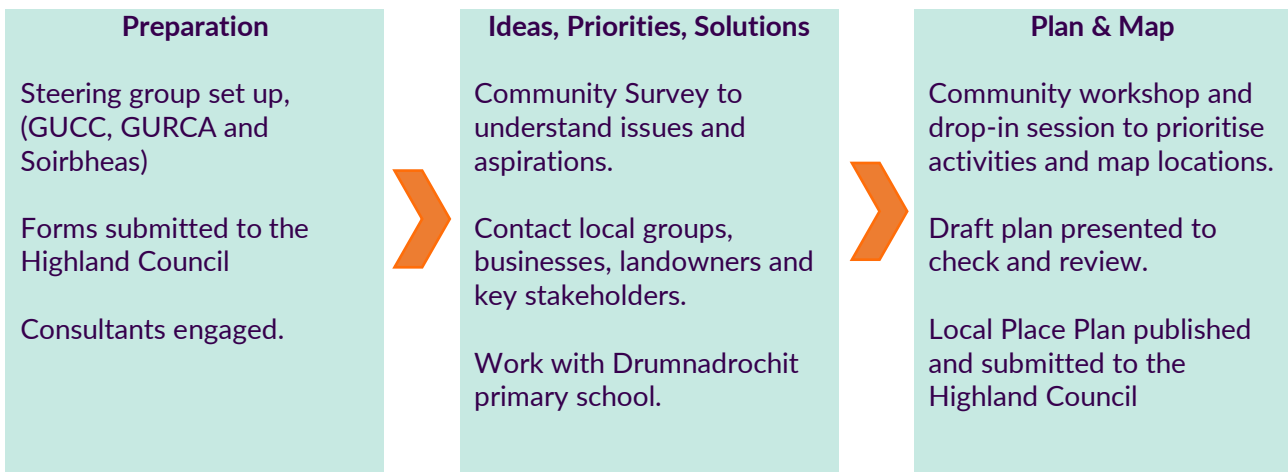 Preparation
Steering group set up,
(GUCC, GURCA and
Soirbheas)
Forms submitted to the
Highland Council
Consultants engaged.
Ideas, Priorities, Solutions
Community Survey to
understand issues and
aspirations.
Contact local groups,
businesses, landowners and
key stakeholders.
Work with Drumnadrochit
primary school.
Plan & Map
Community workshop and
drop-in session to prioritise
activities and map locations.
Draft plan presented to
check and review.
Local Place Plan published
and submitted to the
Highland Council